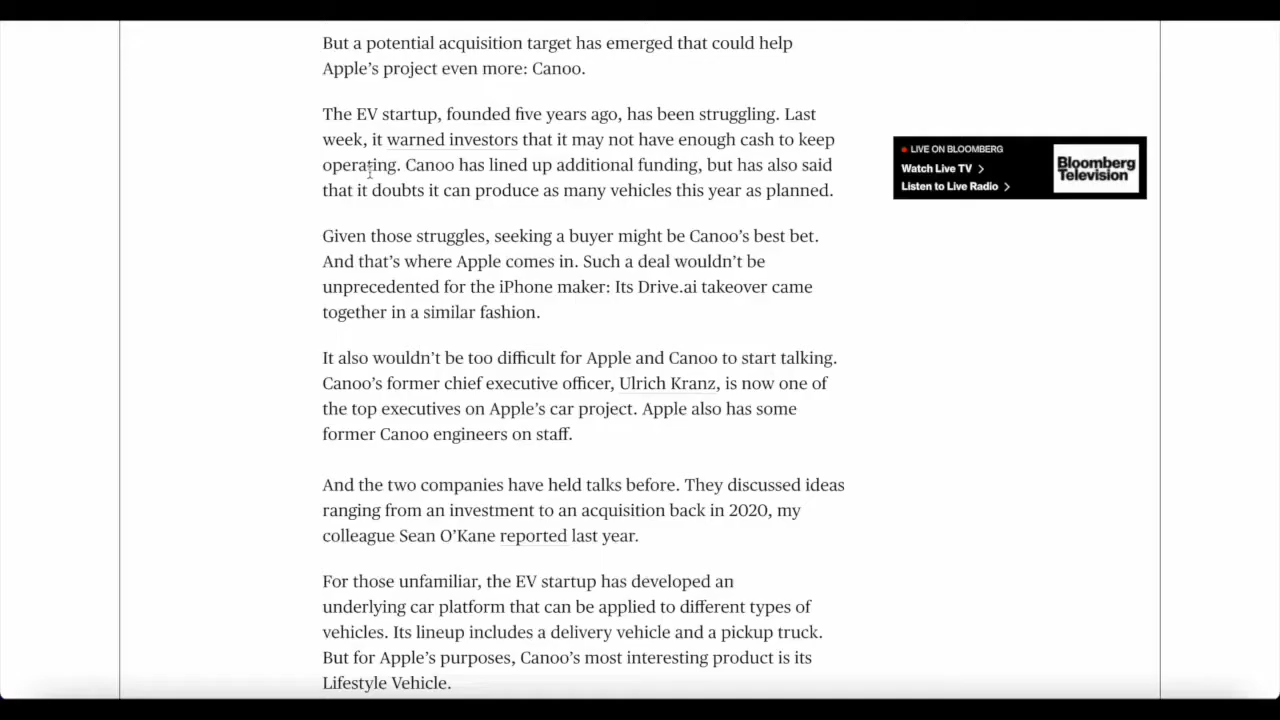 But a potential acquisition target has emerged that could help
Apple’s project even more: Canoo.
The EV startup, founded five years ago, has been struggling. Last
week, it warned investors that it may not have enough cash to keep
operating. Canoo has lined up additional funding, but has also said
that it doubts it can produce as many vehicles this year as planned.
Given those struggles, seeking a buyer might be Canoo’s best bet.
And that’s where Apple comes in. Such a deal wouldn’t be
unprecedented for the iPhone maker: Its Drive.ai takeover came
together in a similar fashion.
It also wouldn’t be too difficult for Apple and Canoo to start talking.
Canoo’s former chief executive officer, Ulrich Kranz, is now one of
the top executives on Apple’s car project. Apple also has some
former Canoo engineers on staff.
And the two companies have held talks before. They discussed ideas
ranging from an investment to an acquisition back in 2020, my
colleague Sean O’Kane reported last year.
For those unfamiliar, the EV startup has developed an
underlying car platform that can be applied to different types of
vehicles. Its lineup includes a delivery vehicle and a pickup truck.
But for Apple’s purposes, Canoo’s most interesting product is its
Lifestyle Vehicle.
LIVE ON BLOOMBERG
Watch Live TV
Listen to Live Radio
Bloomberg
Television